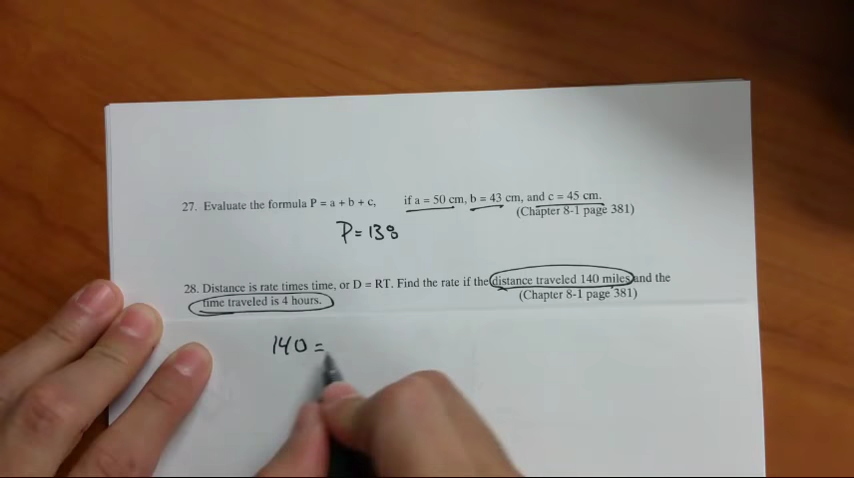 27. Evaluate the formula P = a + b + c, if a = 50 cm, b = 43 cm, and c = 45 cm.
(Chapter 8-1 page 381)
P = 138
28. Distance is rate times time, or D = RT. Find the rate if the distance traveled 140 miles and the
time traveled is 4 hours.
(Chapter 8-1 page 381)
140 =